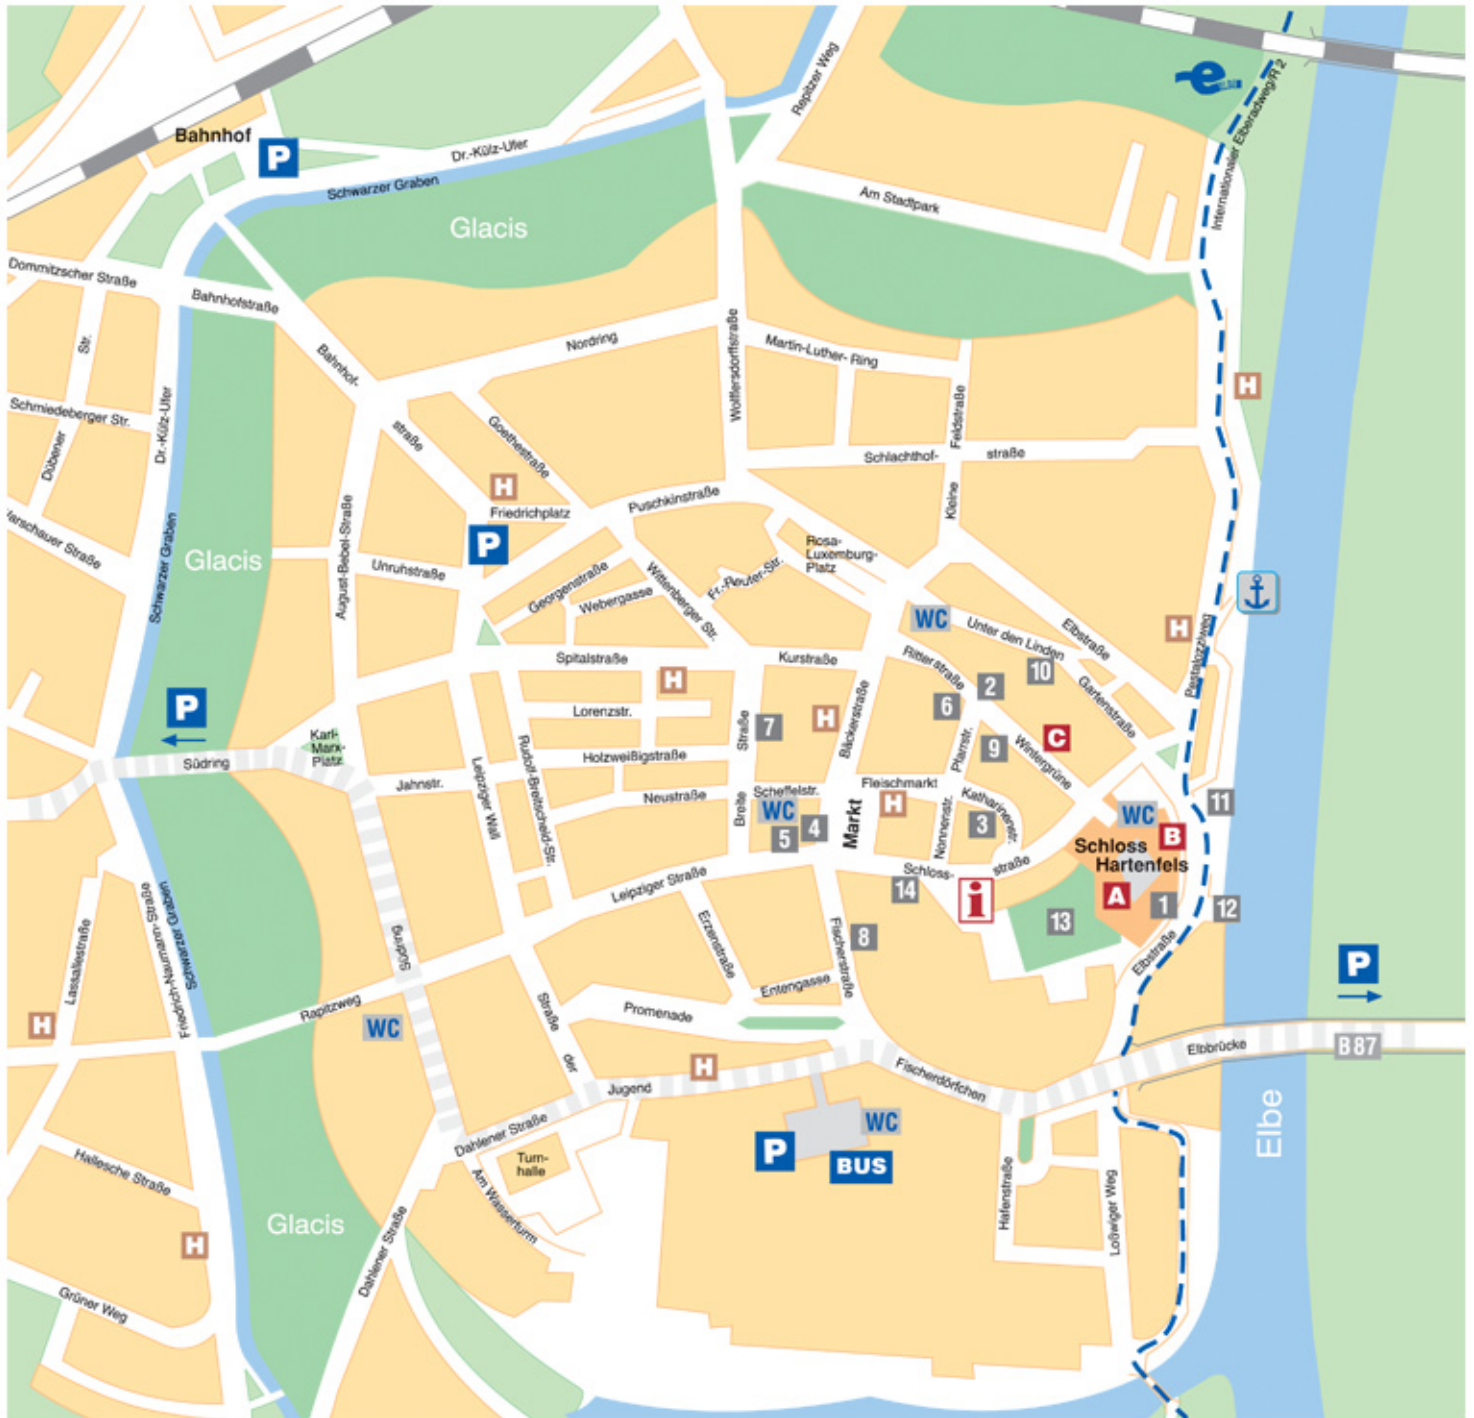 Bahnhof
P
Dr.-Külz-Ufer
Schwarzer Graben
Glacis
Repitzer Weg
Am Stadtpark
e
Internationaler Elberadweg/R 2
Dommitzscher Straße
Bahnhofstraße
Str.
Bahnhof-
straße
Nordring
Wolffersdorffstraße
Martin-Luther- Ring
H
Schmiedeberger Str.
Dübener
Dr.-Külz-Ufer
Goethestraße
Feldstraße
Kleine
Schlachthof-
straße
H
Friedrichplatz
Puschkinstraße
P
August-Bebel-Straße
Schwarzer Graben
Glacis
Unruhstraße
Georgenstraße
Webergasse
Wittenberger Str.
Fr.-Reuter-Str.
Rosa-
Luxemburg-
Platz
WC
Unter den Linden
Elbstraße
H
Pestalozziweg
Spitalstraße
Kurstraße
Ritterstraße
10
2
Gartenstraße
H
6
P
Lorenzstr.
Straße
7
H
Bäckerstraße
C
Karl-
Marx-
Platz
Südring
Pfarrstr.
9
Wintergrüne
Holzweißigstraße
Jahnstr.
Leipziger Wall
Rudolf-Breitscheid-Str.
Neustraße
Breite
Scheffelstr.
WC
5
4
Markt
Fleischmarkt
H
Nonnenstr.
Katharinenstr.
3
11
WC
B
Schloss
Hartenfels
A
1
12
Schloss-
straße
14
i
13
Leipziger Straße
Lassallestraße
Friedrich-Naumann-Straße
Schwarzer Graben
Südring
Erzenstraße
Fischerstraße
8
Elbstraße
P
Entengasse
H
Rapitzweg
WC
Straße
der
Jugend
Promenade
H
Fischerdörfchen
Elbbrücke
B 87
Elbe
WC
P
BUS
Dahlener Straße
Turn-
halle
Am Wasserturm
Hafenstraße
Loßwiger Weg
Hallesche Straße
H
Glacis
Dahlener Straße
Grüner Weg